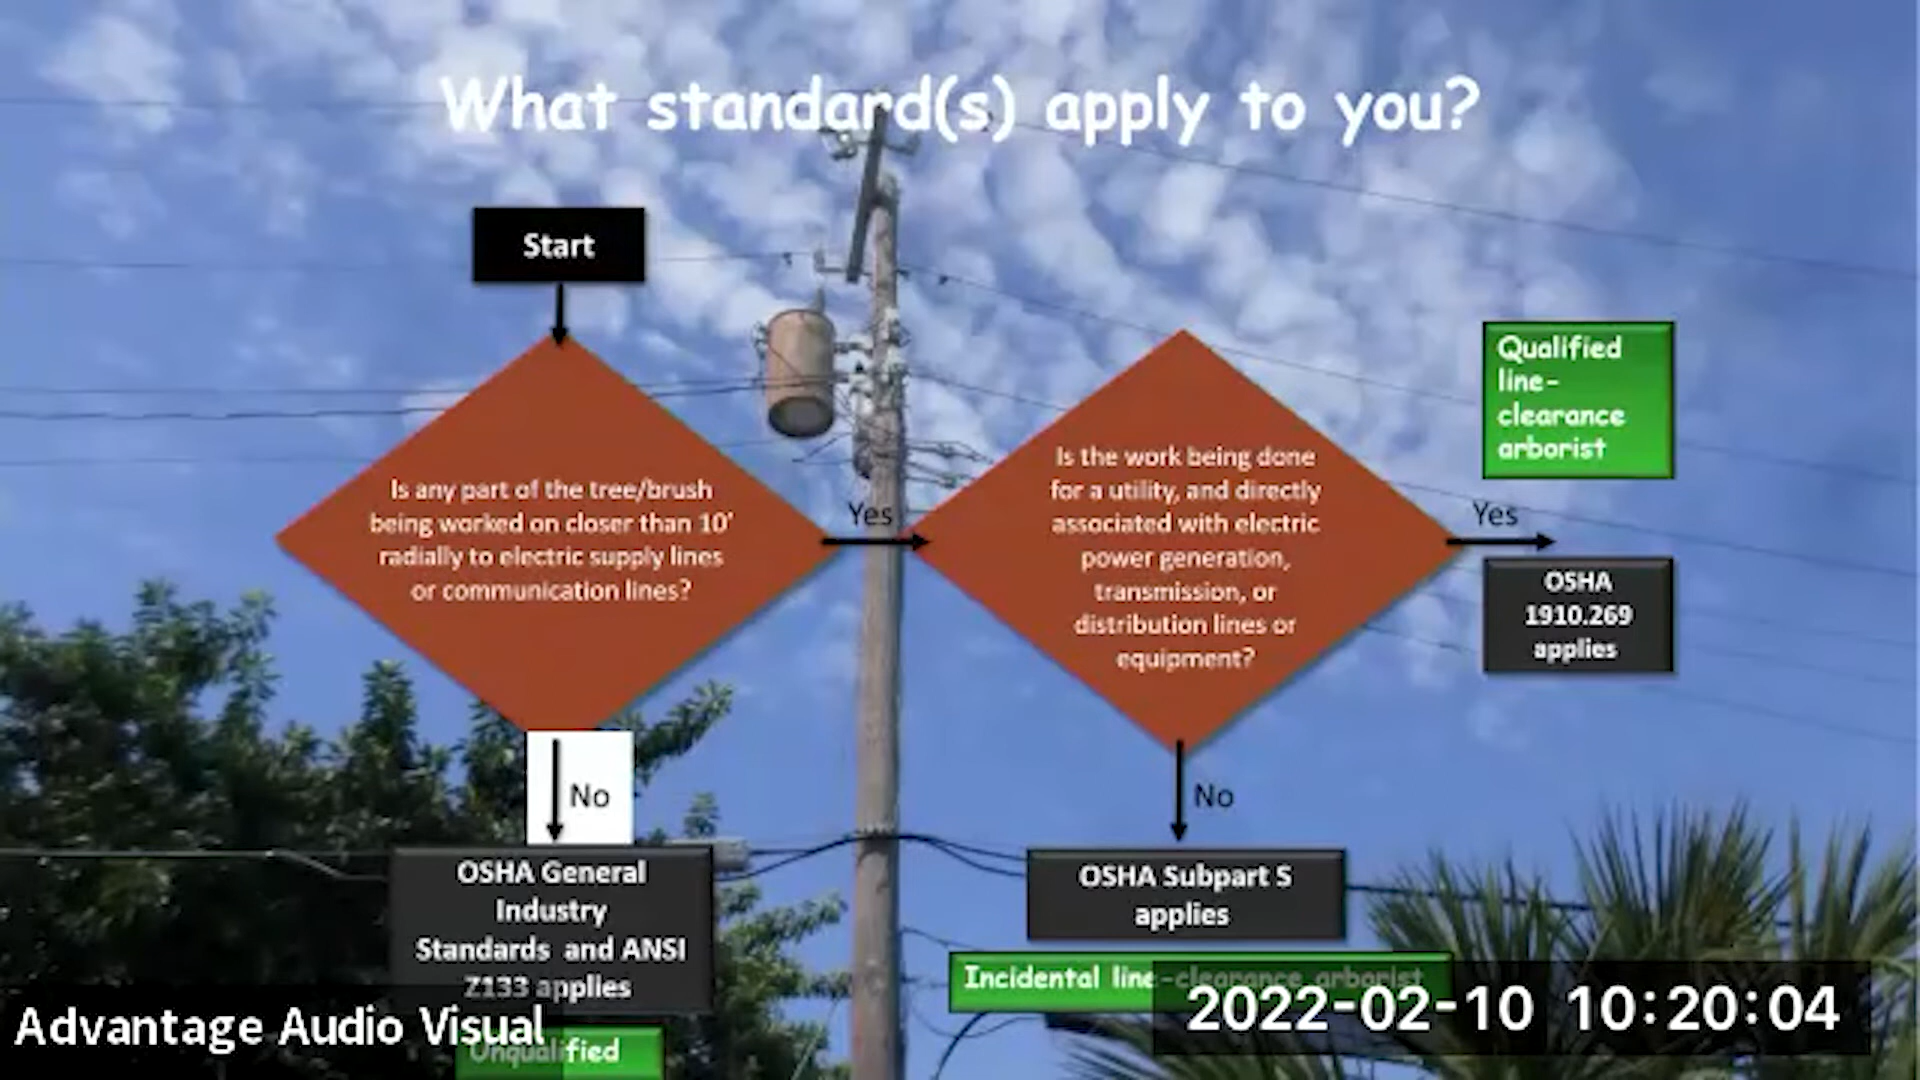 What standard(s) apply to you?
Start
Is any part of the tree/brush
being worked on closer than 10'
radially to electric supply lines
or communication lines?
Yes
Is the work being done
for a utility, and directly
associated with electric
power generation,
transmission, or
distribution lines or
equipment?
Qualified
line-
clearance
arborist
Yes
OSHA
1910.269
applies
No
No
OSHA General
Industry
Standards and ANSI
Z133 applies
OSHA Subpart S
applies
Incidental line-clearance arborist
Unqualified
Advantage Audio Visual
2022-02-10 10:20:04